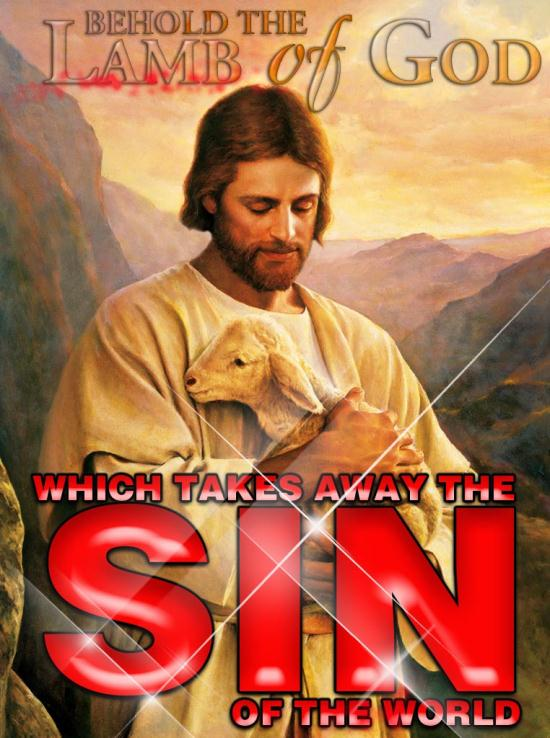 BEHOLD THE
LAMB of GOD
WHICH TAKES AWAY THE
SIN
OF THE WORLD